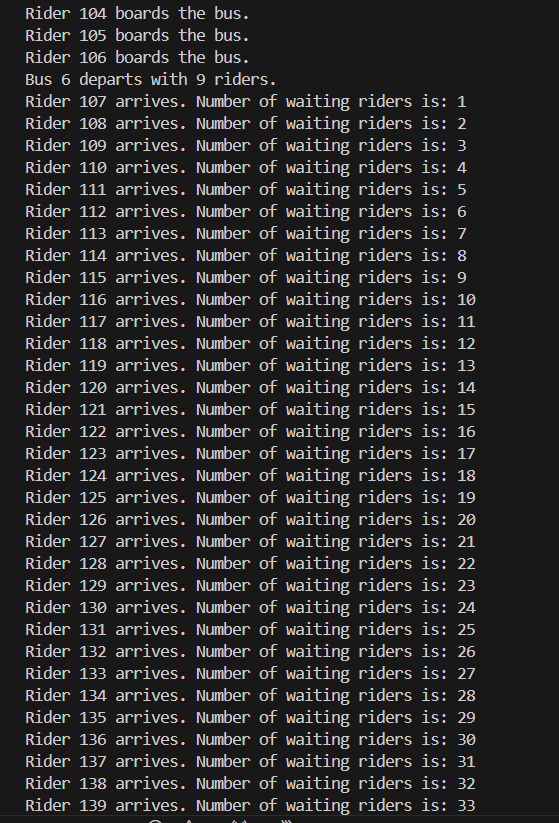 Rider 104 boards the bus.
Rider 105 boards the bus.
Rider 106 boards the bus.
Bus 6 departs with 9 riders.
Rider 107 arrives. Number of waiting riders is: 1
Rider 108 arrives. Number of waiting riders is: 2
Rider 109 arrives. Number of waiting riders is: 3
Rider 110 arrives. Number of waiting riders is: 4
Rider 111 arrives. Number of waiting riders is: 5
Rider 112 arrives. Number of waiting riders is: 6
Rider 113 arrives. Number of waiting riders is: 7
Rider 114 arrives. Number of waiting riders is: 8
Rider 115 arrives. Number of waiting riders is: 9
Rider 116 arrives. Number of waiting riders is: 10
Rider 117 arrives. Number of waiting riders is: 11
Rider 118 arrives. Number of waiting riders is: 12
Rider 119 arrives. Number of waiting riders is: 13
Rider 120 arrives. Number of waiting riders is: 14
Rider 121 arrives. Number of waiting riders is: 15
Rider 122 arrives. Number of waiting riders is: 16
Rider 123 arrives. Number of waiting riders is: 17
Rider 124 arrives. Number of waiting riders is: 18
Rider 125 arrives. Number of waiting riders is: 19
Rider 126 arrives. Number of waiting riders is: 20
Rider 127 arrives. Number of waiting riders is: 21
Rider 128 arrives. Number of waiting riders is: 22
Rider 129 arrives. Number of waiting riders is: 23
Rider 130 arrives. Number of waiting riders is: 24
Rider 131 arrives. Number of waiting riders is: 25
Rider 132 arrives. Number of waiting riders is: 26
Rider 133 arrives. Number of waiting riders is: 27
Rider 134 arrives. Number of waiting riders is: 28
Rider 135 arrives. Number of waiting riders is: 29
Rider 136 arrives. Number of waiting riders is: 30
Rider 137 arrives. Number of waiting riders is: 31
Rider 138 arrives. Number of waiting riders is: 32
Rider 139 arrives. Number of waiting riders is: 33